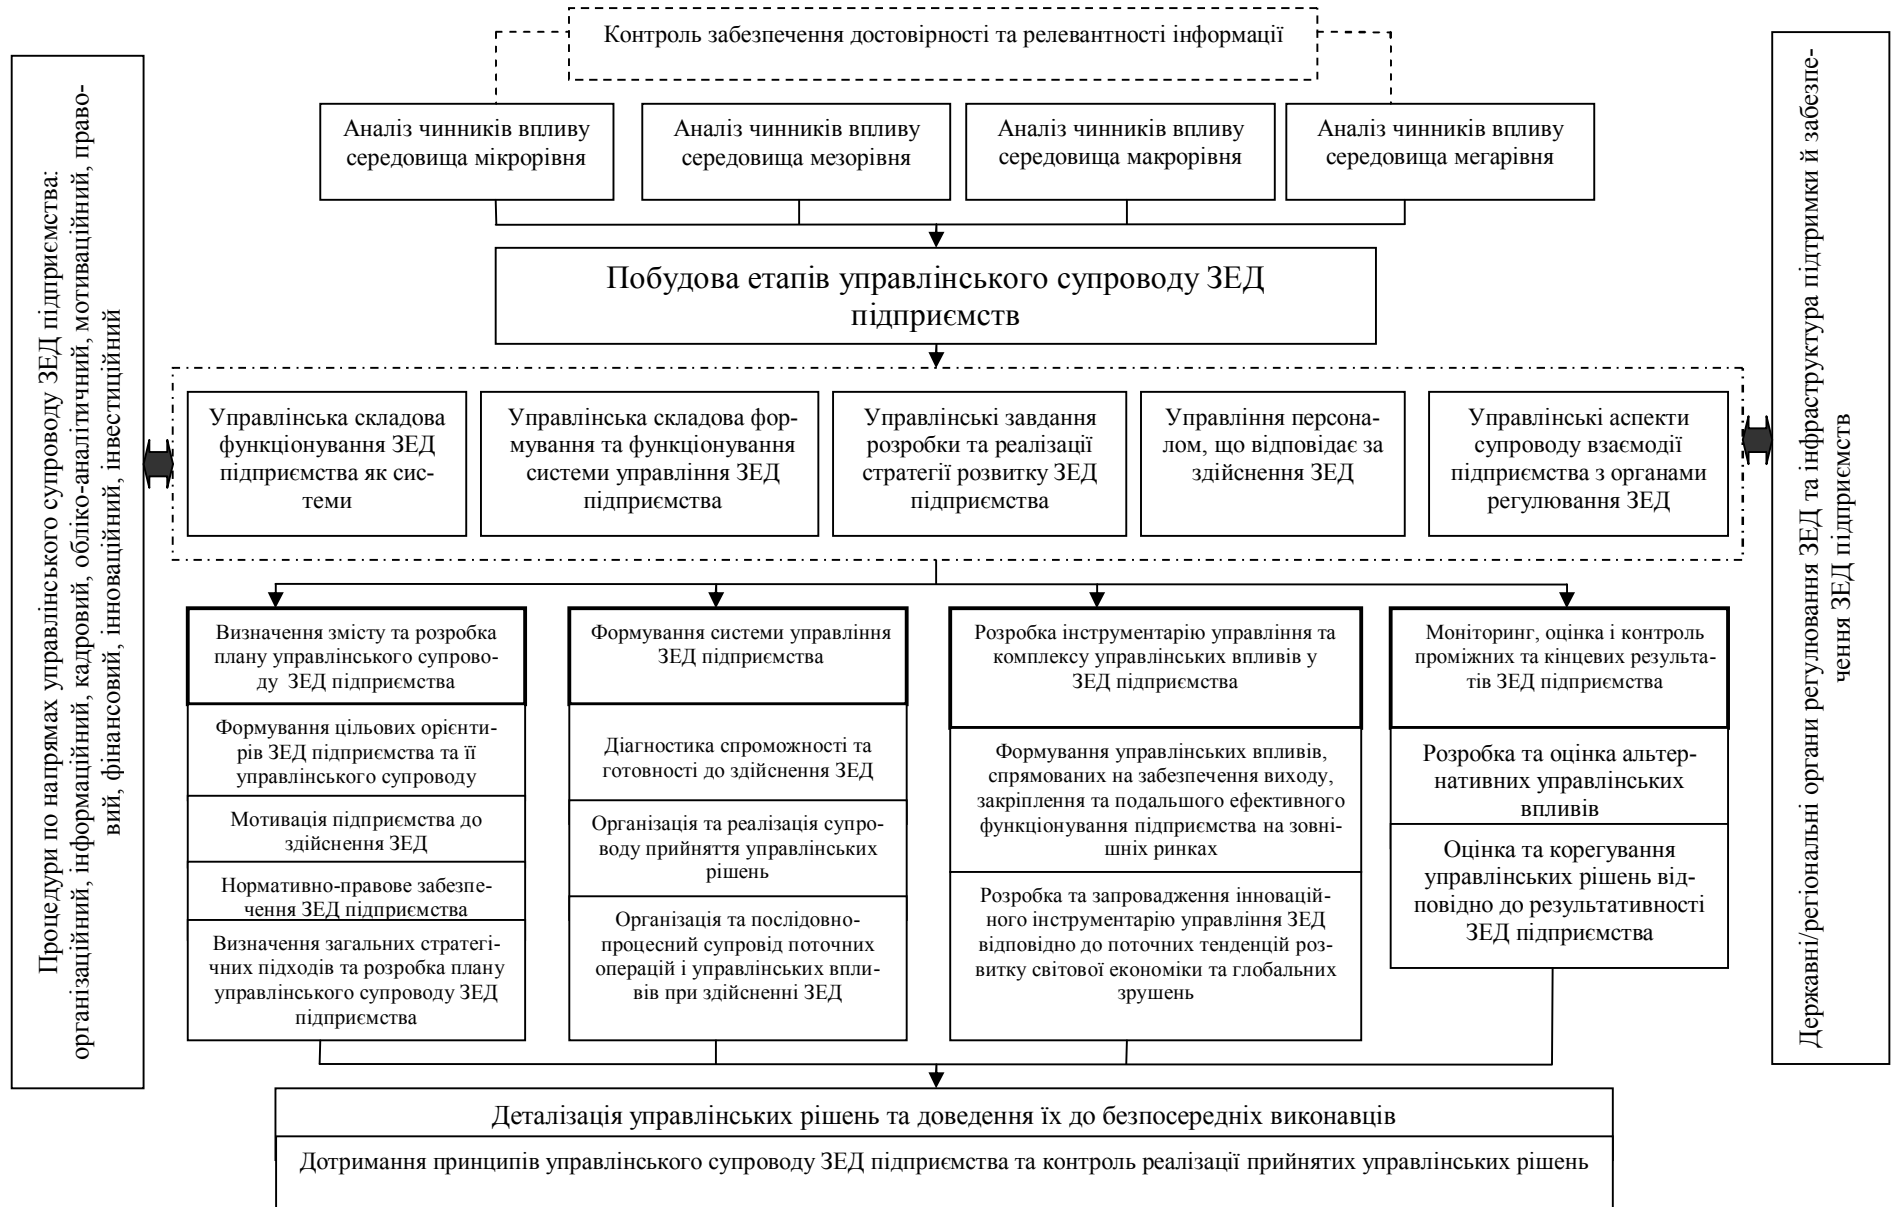 Контроль забезпечення достовірності та релевантності інформації
Аналіз чинників впливу
середовища мікрорівня
Аналіз чинників впливу
середовища мезорівня
Аналіз чинників впливу
середовища макрорівня
Аналіз чинників впливу
середовища мегарівня
Побудова етапів управлінського супроводу ЗЕД
підприємств
Процедури по напрямах управлінського супроводу ЗЕД підприємства:
організаційний, інформаційний, кадровий, обліко-аналітичний, мотиваційний, право-
вий, фінансовий, інноваційний, інвестиційний
Управлінська складова
функціонування ЗЕД
підприємства як сис-
теми
Управлінська складова фор-
мування та функціонування
системи управління ЗЕД
підприємства
Управлінські завдання
розробки та реалізації
стратегії розвитку ЗЕД
підприємства
Управління персона-
лом, що відповідає за
здійснення ЗЕД
Управлінські аспекти
супроводу взаємодії
підприємства з органами
регулювання ЗЕД
Державні/регіональні органи регулювання ЗЕД та інфраструктура підтримки й забезпе-
чення ЗЕД підприємств
Визначення змісту та розробка
плану управлінського супрово-
ду ЗЕД підприємства
Формування цільових орієнти-
рів ЗЕД підприємства та її
управлінського супроводу
Мотивація підприємства до
здійснення ЗЕД
Нормативно-правове забезпе-
чення ЗЕД підприємства
Визначення загальних стратегі-
чних підходів та розробка плану
управлінського супроводу ЗЕД
підприємства
Формування системи управління
ЗЕД підприємства
Діагностика спроможності та
готовності до здійснення ЗЕД
Організація та реалізація супро-
воду прийняття управлінських
рішень
Організація та послідовно-
процесний супровід поточних
операцій і управлінських впли-
вів при здійсненні ЗЕД
Розробка інструментарію управління та
комплексу управлінських впливів у
ЗЕД підприємства
Формування управлінських впливів,
спрямованих на забезпечення виходу,
закріплення та подальшого ефективного
функціонування підприємства на зовні-
шніх ринках
Розробка та запровадження інновацій-
ного інструментарію управління ЗЕД
відповідно до поточних тенденцій роз-
витку світової економіки та глобальних
зрушень
Моніторинг, оцінка і контроль
проміжних та кінцевих результа-
тів ЗЕД підприємства
Розробка та оцінка альтер-
нативних управлінських
впливів
Оцінка та корегування
управлінських рішень від-
повідно до результативності
ЗЕД підприємства
Деталізація управлінських рішень та доведення їх до безпосередніх виконавців
Дотримання принципів управлінського супроводу ЗЕД підприємства та контроль реалізації прийнятих управлінських рішень